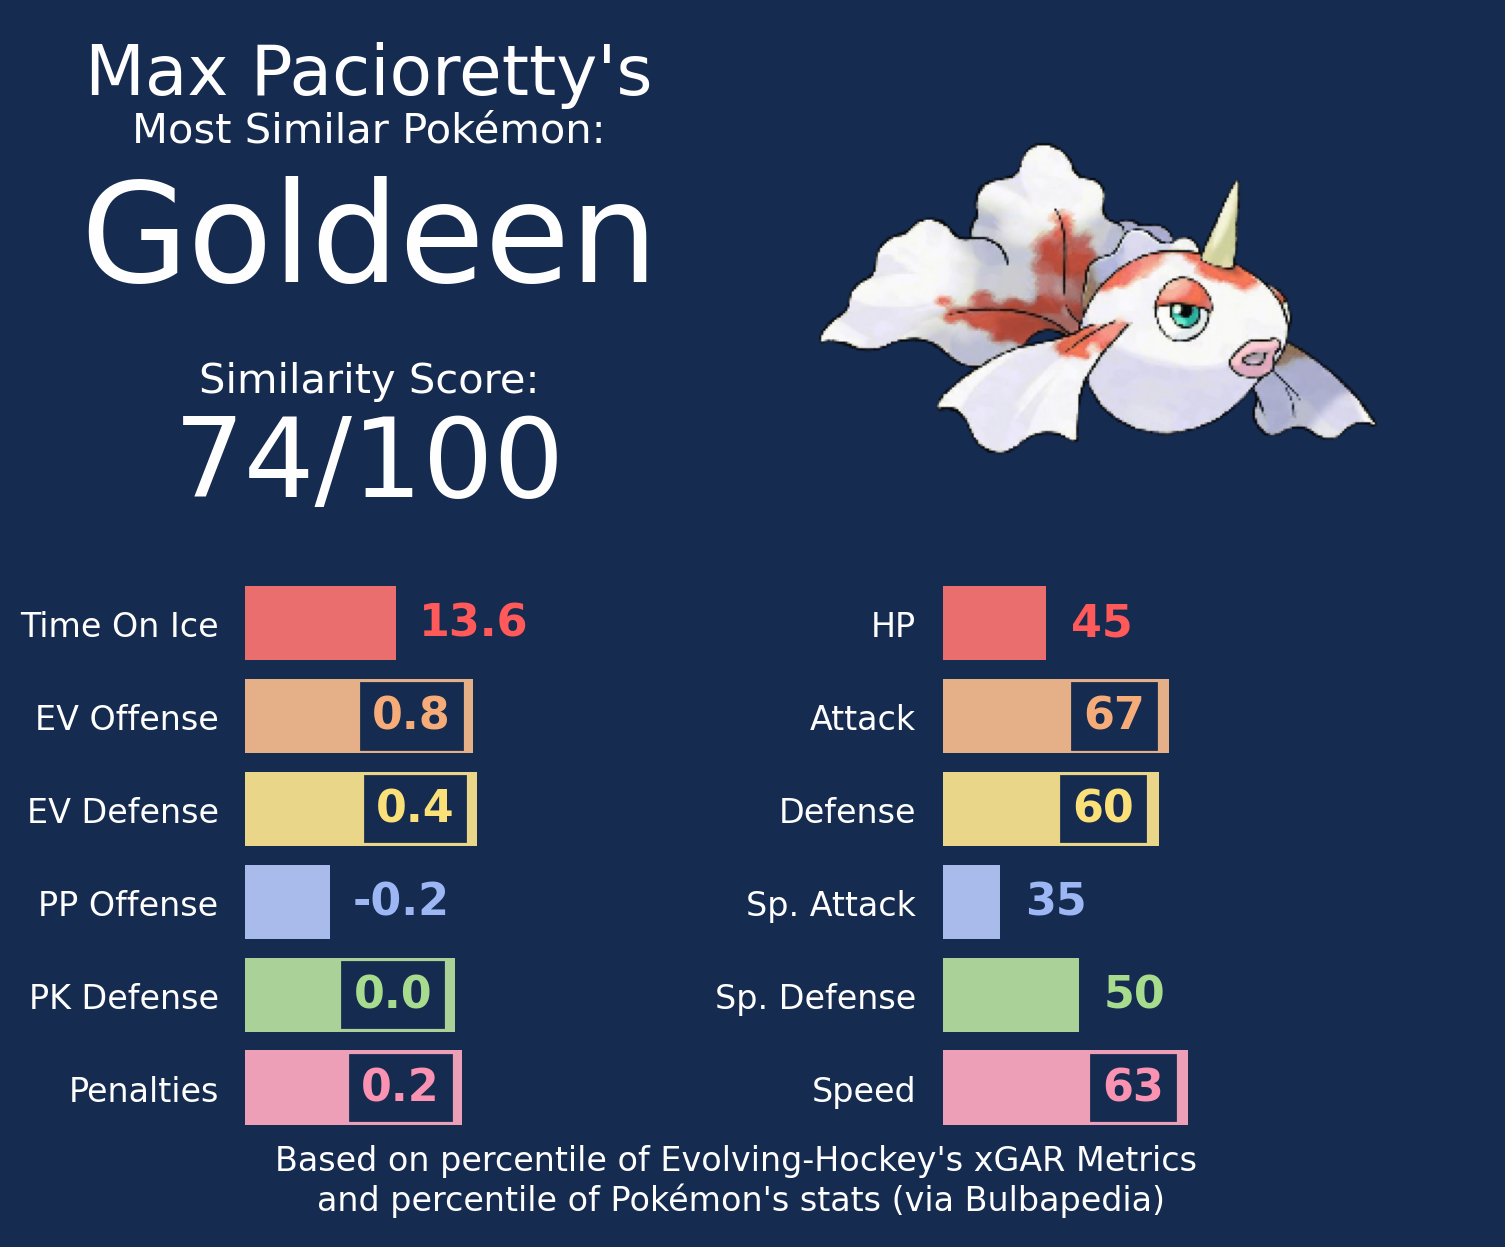 Max Pacioretty's
Most Similar Pokémon:
Goldeen
Similarity Score:
74/100
Time On Ice 13.6
EV Offense 0.8
EV Defense 0.4
PP Offense -0.2
PK Defense 0.0
Penalties 0.2
HP 45
Attack 67
Defense 60
Sp. Attack 35
Sp. Defense 50
Speed 63
Based on percentile of Evolving-Hockey's xGAR Metrics
and percentile of Pokémon's stats (via Bulbapedia)